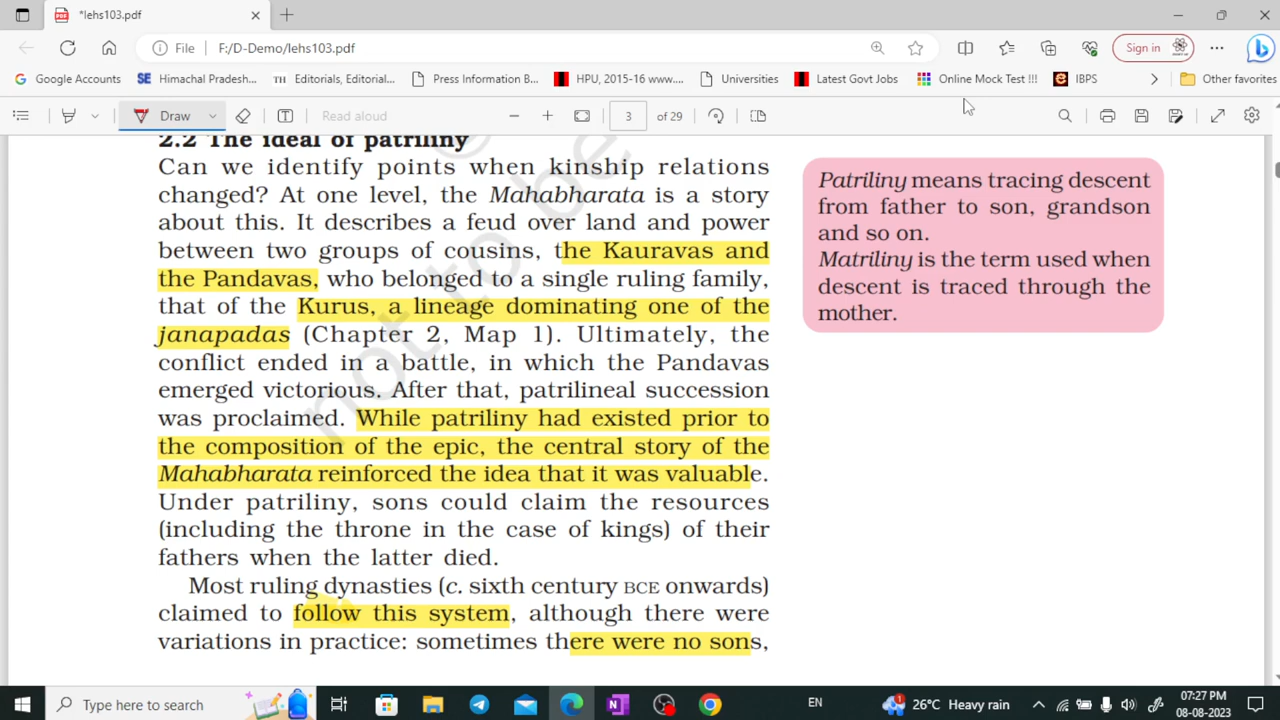 *lehs103.pdf
File F:/D-Demo/lehs103.pdf
Sign in
Google Accounts
SE Himachal Pradesh...
TH Editorials, Editorial...
Press Information B...
HPU, 2015-16 www....
Universities
Latest Govt Jobs
Online Mock Test !!!
IBPS
Other favorites
Draw
Read aloud
3 of 29
2.2 The ideal of patriliny
Can we identify points when kinship relations
changed? At one level, the Mahabharata is a story
about this. It describes a feud over land and power
between two groups of cousins, the Kauravas and
the Pandavas, who belonged to a single ruling family,
that of the Kurus, a lineage dominating one of the
janapadas (Chapter 2, Map 1). Ultimately, the
conflict ended in a battle, in which the Pandavas
emerged victorious. After that, patrilineal succession
was proclaimed. While patriliny had existed prior to
the composition of the epic, the central story of the
Mahabharata reinforced the idea that it was valuable.
Under patriliny, sons could claim the resources
(including the throne in the case of kings) of their
fathers when the latter died.
Most ruling dynasties (c. sixth century BCE onwards)
claimed to follow this system, although there were
variations in practice: sometimes there were no sons,
Patriliny means tracing descent
from father to son, grandson
and so on.
Matriliny is the term used when
descent is traced through the
mother.
not to be
Type here to search
EN
1
26°C Heavy rain
07:27 PM
08-08-2023